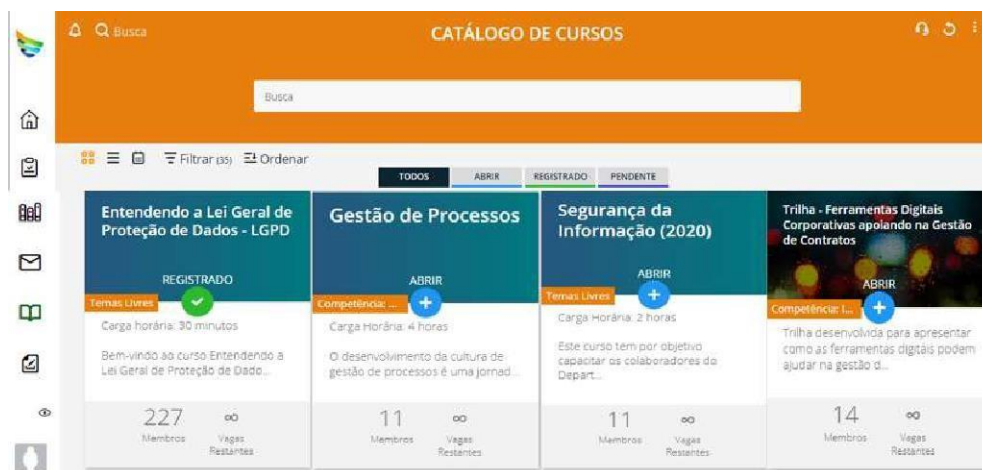 Busca
CATÁLOGO DE CURSOS
Busca
Filtrar (35) Ordenar
TODOS ABRIR REGISTRADO PENDENTE
Entendendo a Lei Geral de
Proteção de Dados - LGPD
REGISTRADO
Temas Livres
Carga horária: 30 minutos
Bem-vindo ao curso Entendendo a
Lei Geral de Proteção de Dado...
227 ∞
Membros Vagas
Restantes
Gestão de Processos
ABRIR
Competência: ...
Carga Horária: 4 horas
O desenvolvimento da cultura de
gestão de processos é uma jornad...
11 ∞
Membros Vagas
Restantes
Segurança da
Informação (2020)
ABRIR
Temas Livres
Carga Horária: 2 horas
Este curso tem por objetivo
capacitar os colaboradores do
Depart...
11 ∞
Membros Vagas
Restantes
Trilha - Ferramentas Digitais
Corporativas apoiando na Gestão
de Contratos
ABRIR
Competência: I...
Trilha desenvolvida para apresentar
como as ferramentas digitais podem
ajudar na gestão d...
14 ∞
Membros Vagas
Restantes